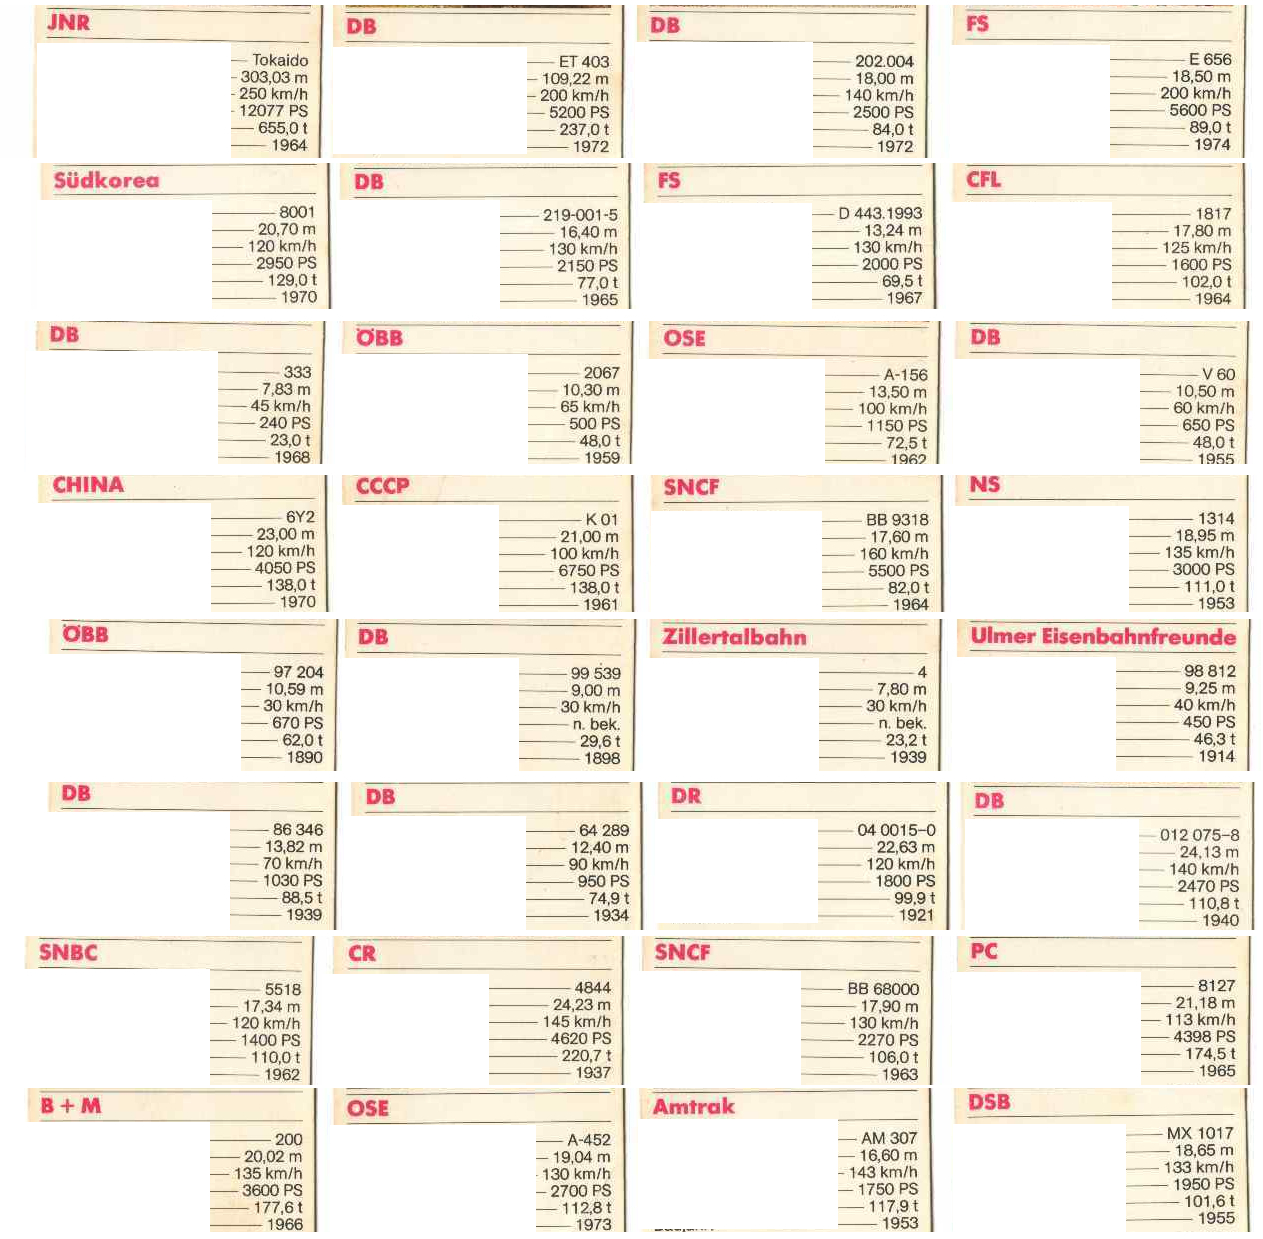 JNR
Tokaido
303,03 m
250 km/h
12077 PS
655,0 t
1964
DB
ET 403
109,22 m
200 km/h
5200 PS
237,0 t
1972
DB
202.004
18,00 m
140 km/h
2500 PS
84,0 t
1972
FS
E 656
18,50 m
200 km/h
5600 PS
89,0 t
1974
Südkorea
8001
20,70 m
120 km/h
2950 PS
129,0 t
1970
DB
219-001-5
16,40 m
130 km/h
2150 PS
77,0 t
1965
FS
D 443.1993
13,24 m
130 km/h
2000 PS
69,5 t
1967
CFL
1817
17,80 m
125 km/h
1600 PS
102,0 t
1964
DB
333
7,83 m
45 km/h
240 PS
23,0 t
1968
ÖBB
2067
10,30 m
65 km/h
500 PS
48,0 t
1959
OSE
A-156
13,50 m
100 km/h
1150 PS
72,5 t
1962
DB
V 60
10,50 m
60 km/h
650 PS
48,0 t
1955
CHINA
6Y2
23,00 m
120 km/h
4050 PS
138,0 t
1970
CCCP
K 01
21,00 m
100 km/h
6750 PS
138,0 t
1961
SNCF
BB 9318
17,60 m
160 km/h
5500 PS
82,0 t
1964
NS
1314
18,95 m
135 km/h
3000 PS
111,0 t
1953
ÖBB
97 204
10,59 m
30 km/h
670 PS
62,0 t
1890
DB
99 539
9,00 m
30 km/h
n. bek.
29,6 t
1898
Zillertalbahn
4
7,80 m
30 km/h
n. bek.
23,2 t
1939
Ulmer Eisenbahnfreunde
98 812
9,25 m
40 km/h
450 PS
46,3 t
1914
DB
86 346
13,82 m
70 km/h
1030 PS
88,5 t
1939
DB
64 289
12,40 m
90 km/h
950 PS
74,9 t
1934
DR
04 0015-0
22,63 m
120 km/h
1800 PS
99,9 t
1921
DB
012 075-8
24,13 m
140 km/h
2470 PS
110,8 t
1940
SNBC
5518
17,34 m
120 km/h
1400 PS
110,0 t
1962
CR
4844
24,23 m
145 km/h
4620 PS
220,7 t
1937
SNCF
BB 68000
17,90 m
130 km/h
2270 PS
106,0 t
1963
PC
8127
21,18 m
113 km/h
4398 PS
174,5 t
1965
B + M
200
20,02 m
135 km/h
3600 PS
177,6 t
1966
OSE
A-452
19,04 m
130 km/h
2700 PS
112,8 t
1973
Amtrak
AM 307
16,60 m
143 km/h
1750 PS
117,9 t
1953
DSB
MX 1017
18,65 m
133 km/h
1950 PS
101,6 t
1955